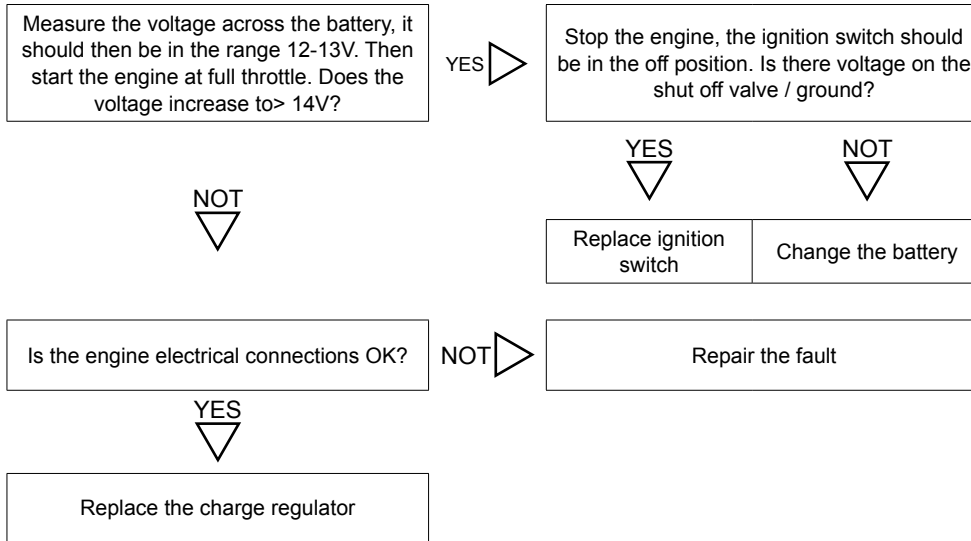 Measure the voltage across the battery, it
should then be in the range 12-13V. Then
start the engine at full throttle. Does the
voltage increase to> 14V?
YES
Stop the engine, the ignition switch should
be in the off position. Is there voltage on the
shut off valve / ground?
YES
NOT
NOT
Replace ignition
switch
Change the battery
Is the engine electrical connections OK?
NOT
Repair the fault
YES
Replace the charge regulator